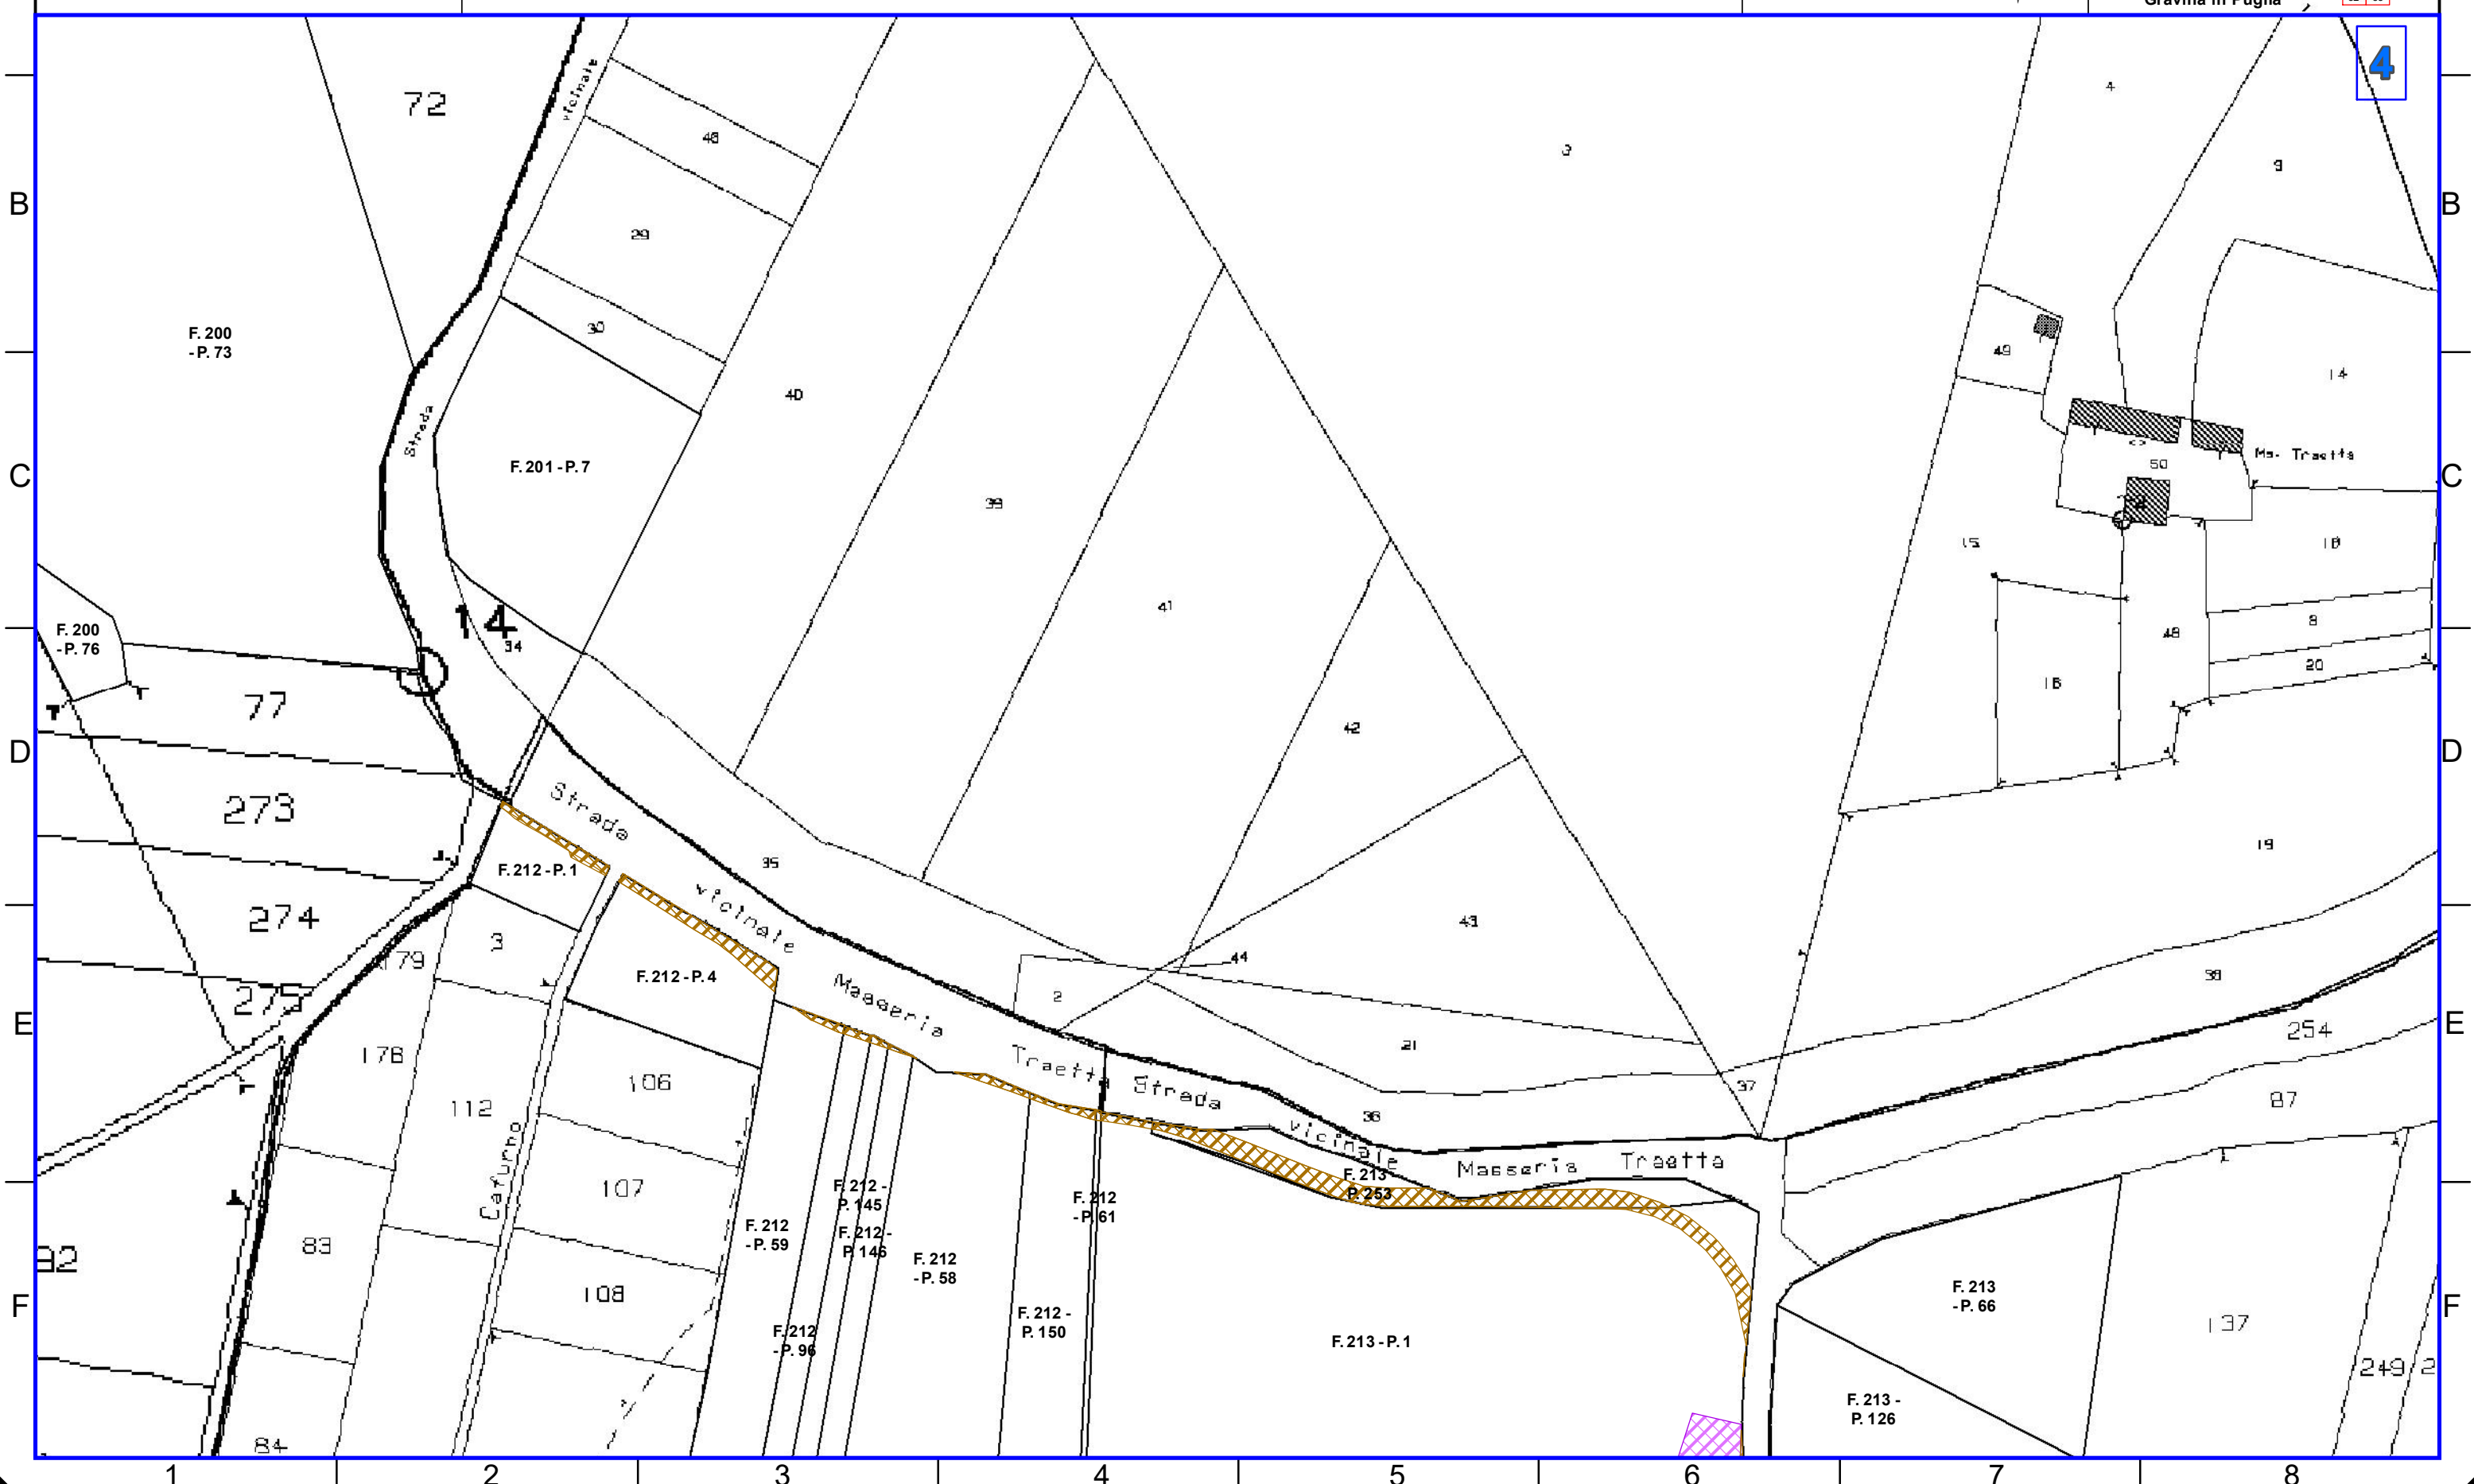 Gravina in Puglia
4
72
vicinale
48
3
4
9
B
B
29
F. 200
- P. 73
30
49
40
14
Strada
C
F. 201 - P. 7
50
Ms. Traetta
C
39
15
41
14
34
F. 200
- P. 76
48
8
20
77
16
42
D
D
273
Strada
35
19
F. 212 - P. 1
274
vicinale
43
3
179
44
F. 212 - P. 4
38
275
2
Masseria
E
E
254
178
Traetta
21
106
Strada
37
87
112
36
vicinale
Masseria
Traetta
Cafurno
107
F. 213
P. 253
F. 212 -
P. 145
F. 212
- P. 61
F. 212
- P. 59
F. 212 -
P. 146
83
92
F. 212
- P. 58
108
F. 213
- P. 66
F
F
137
F. 212 -
P. 150
F. 212
- P. 96
F. 213 - P. 1
249
2
F. 213 -
P. 126
84
1
2
3
4
5
6
7
8